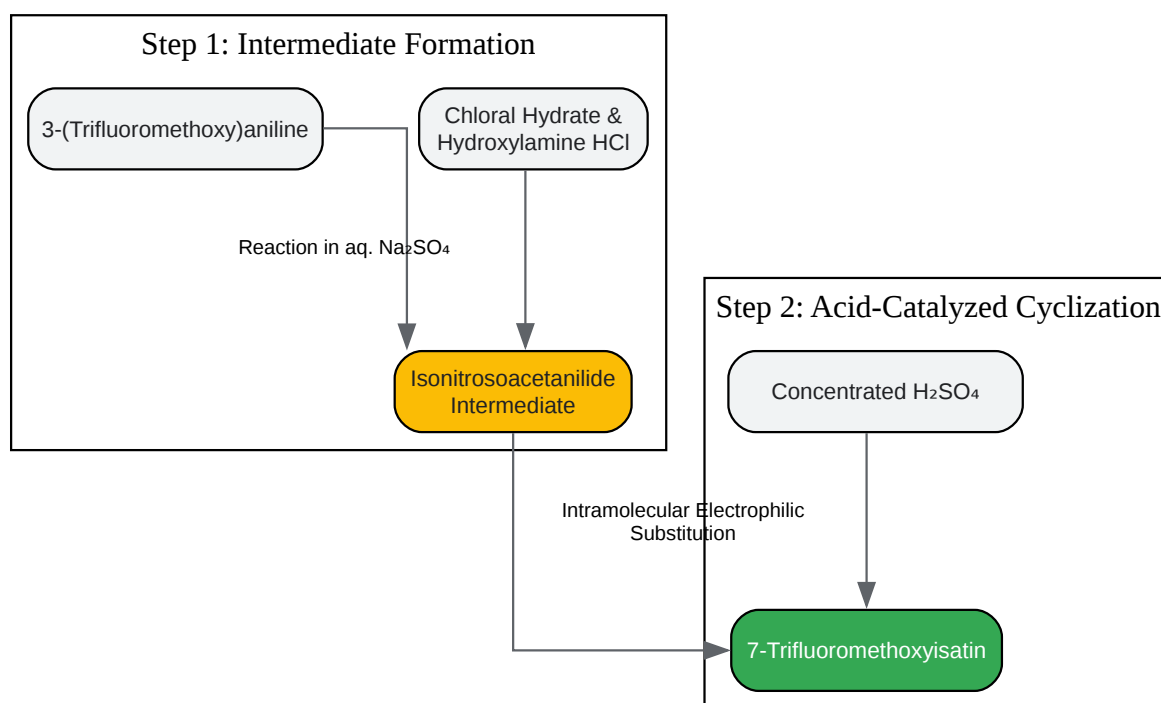 Step 1: Intermediate Formation
3-(Trifluoromethoxy)aniline
Chloral Hydrate &
Hydroxylamine HCl
Reaction in aq. Na₂SO₄
Isonitrosoacetanilide
Intermediate
Step 2: Acid-Catalyzed Cyclization
Concentrated H₂SO₄
Intramolecular Electrophilic
Substitution
7-Trifluoromethoxyisatin